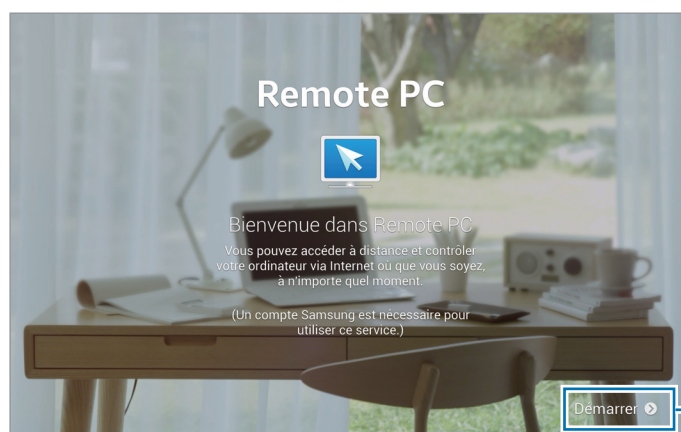 Remote PC
Bienvenue dans Remote PC
Vous pouvez accéder à distance et contrôler
votre ordinateur via Internet où que vous soyez,
à n'importe quel moment.
(Un compte Samsung est nécessaire pour
utiliser ce service.)
Démarrer